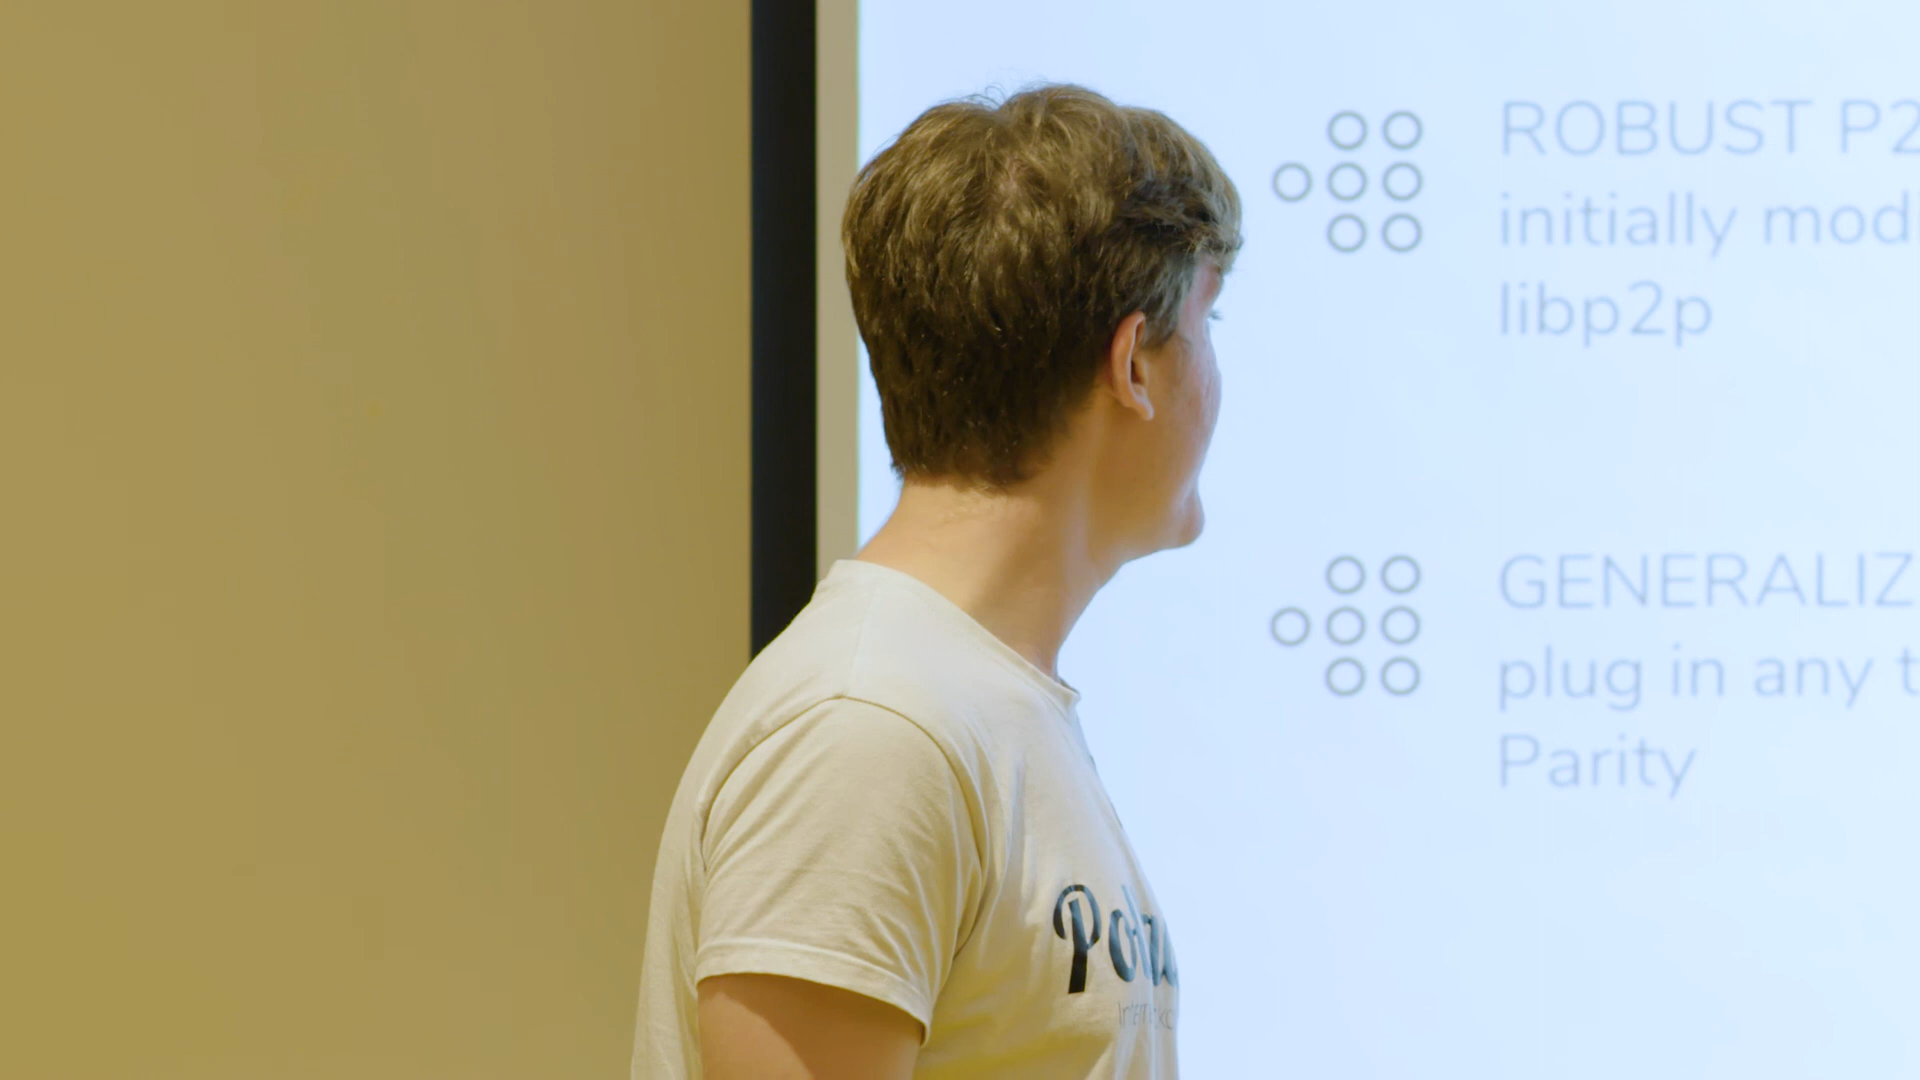 ROBUST P2
initially mod
libp2p
GENERALIZ
plug in any t
Parity